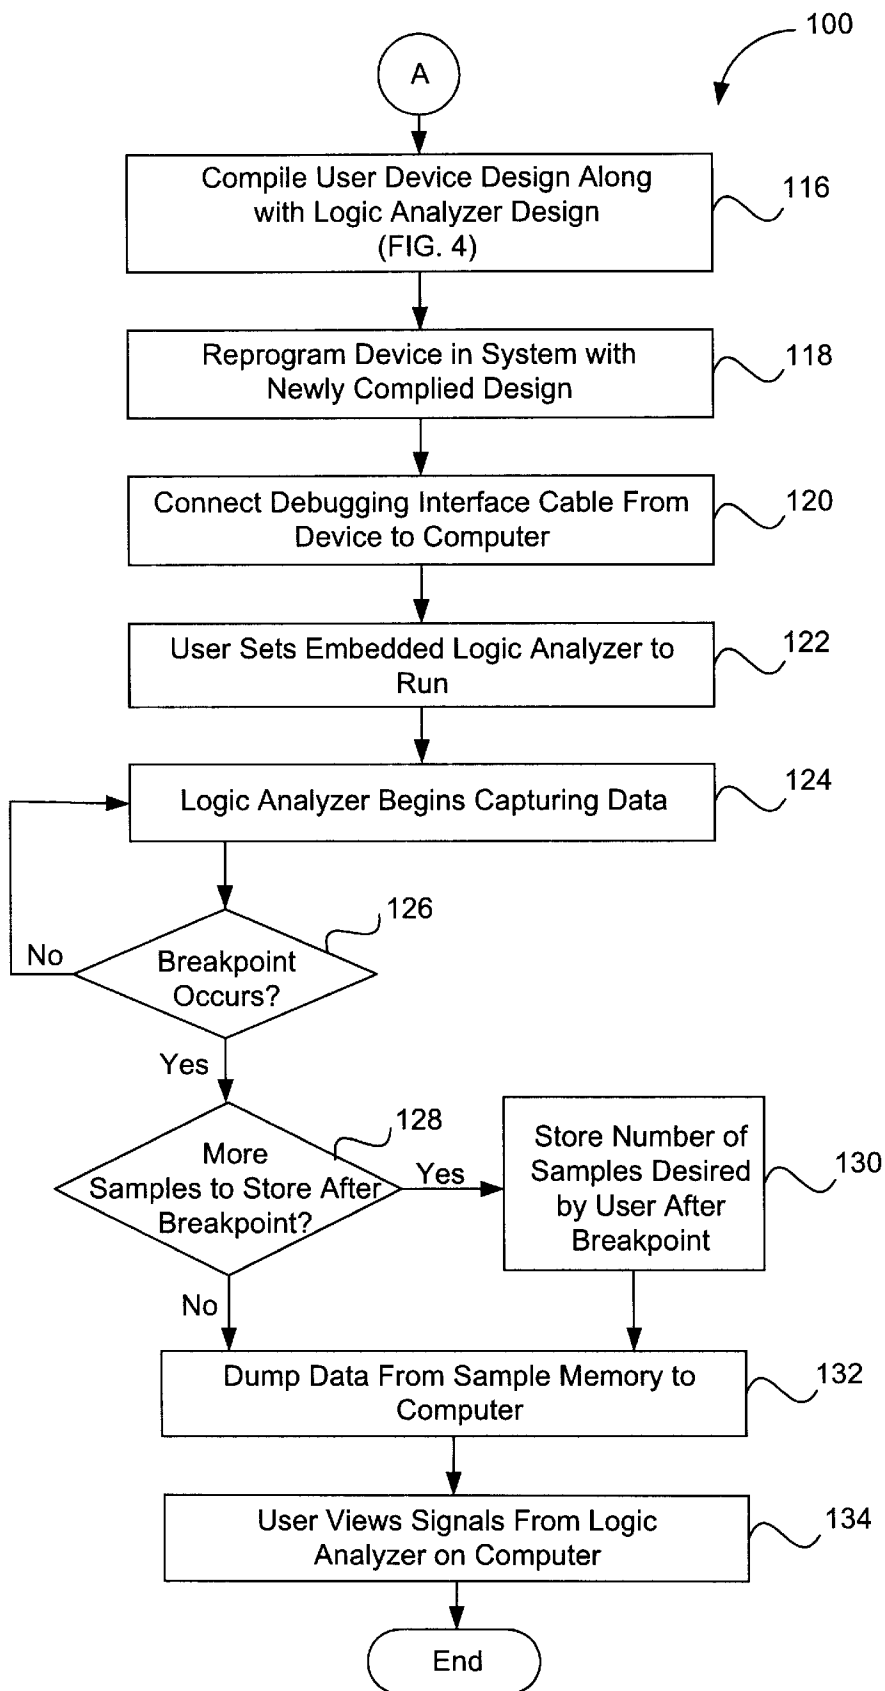 100
A
Compile User Device Design Along
with Logic Analyzer Design
(FIG. 4)
116
Reprogram Device in System with
Newly Complied Design
118
Connect Debugging Interface Cable From
Device to Computer
120
User Sets Embedded Logic Analyzer to
Run
122
Logic Analyzer Begins Capturing Data
124
126
No
Breakpoint
Occurs?
Yes
128
More
Samples to Store After
Breakpoint?
Yes
Store Number of
Samples Desired
by User After
Breakpoint
130
No
Dump Data From Sample Memory to
Computer
132
User Views Signals From Logic
Analyzer on Computer
134
End